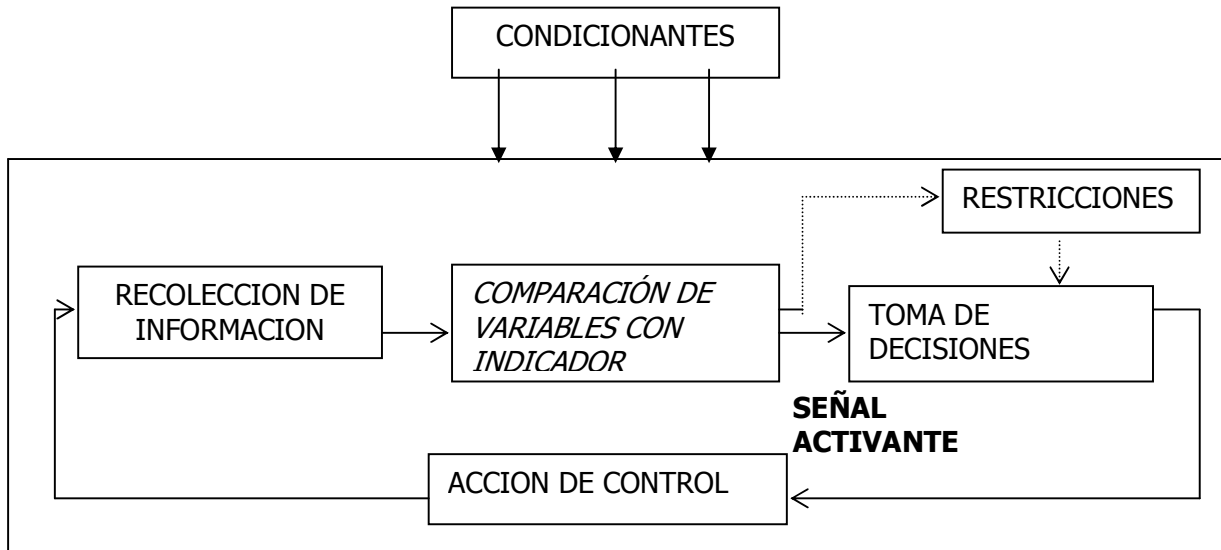 CONDICIONANTES
RESTRICCIONES
RECOLECCION DE
INFORMACION
COMPARACIÓN DE
VARIABLES CON
INDICADOR
TOMA DE
DECISIONES
SEÑAL
ACTIVANTE
ACCION DE CONTROL